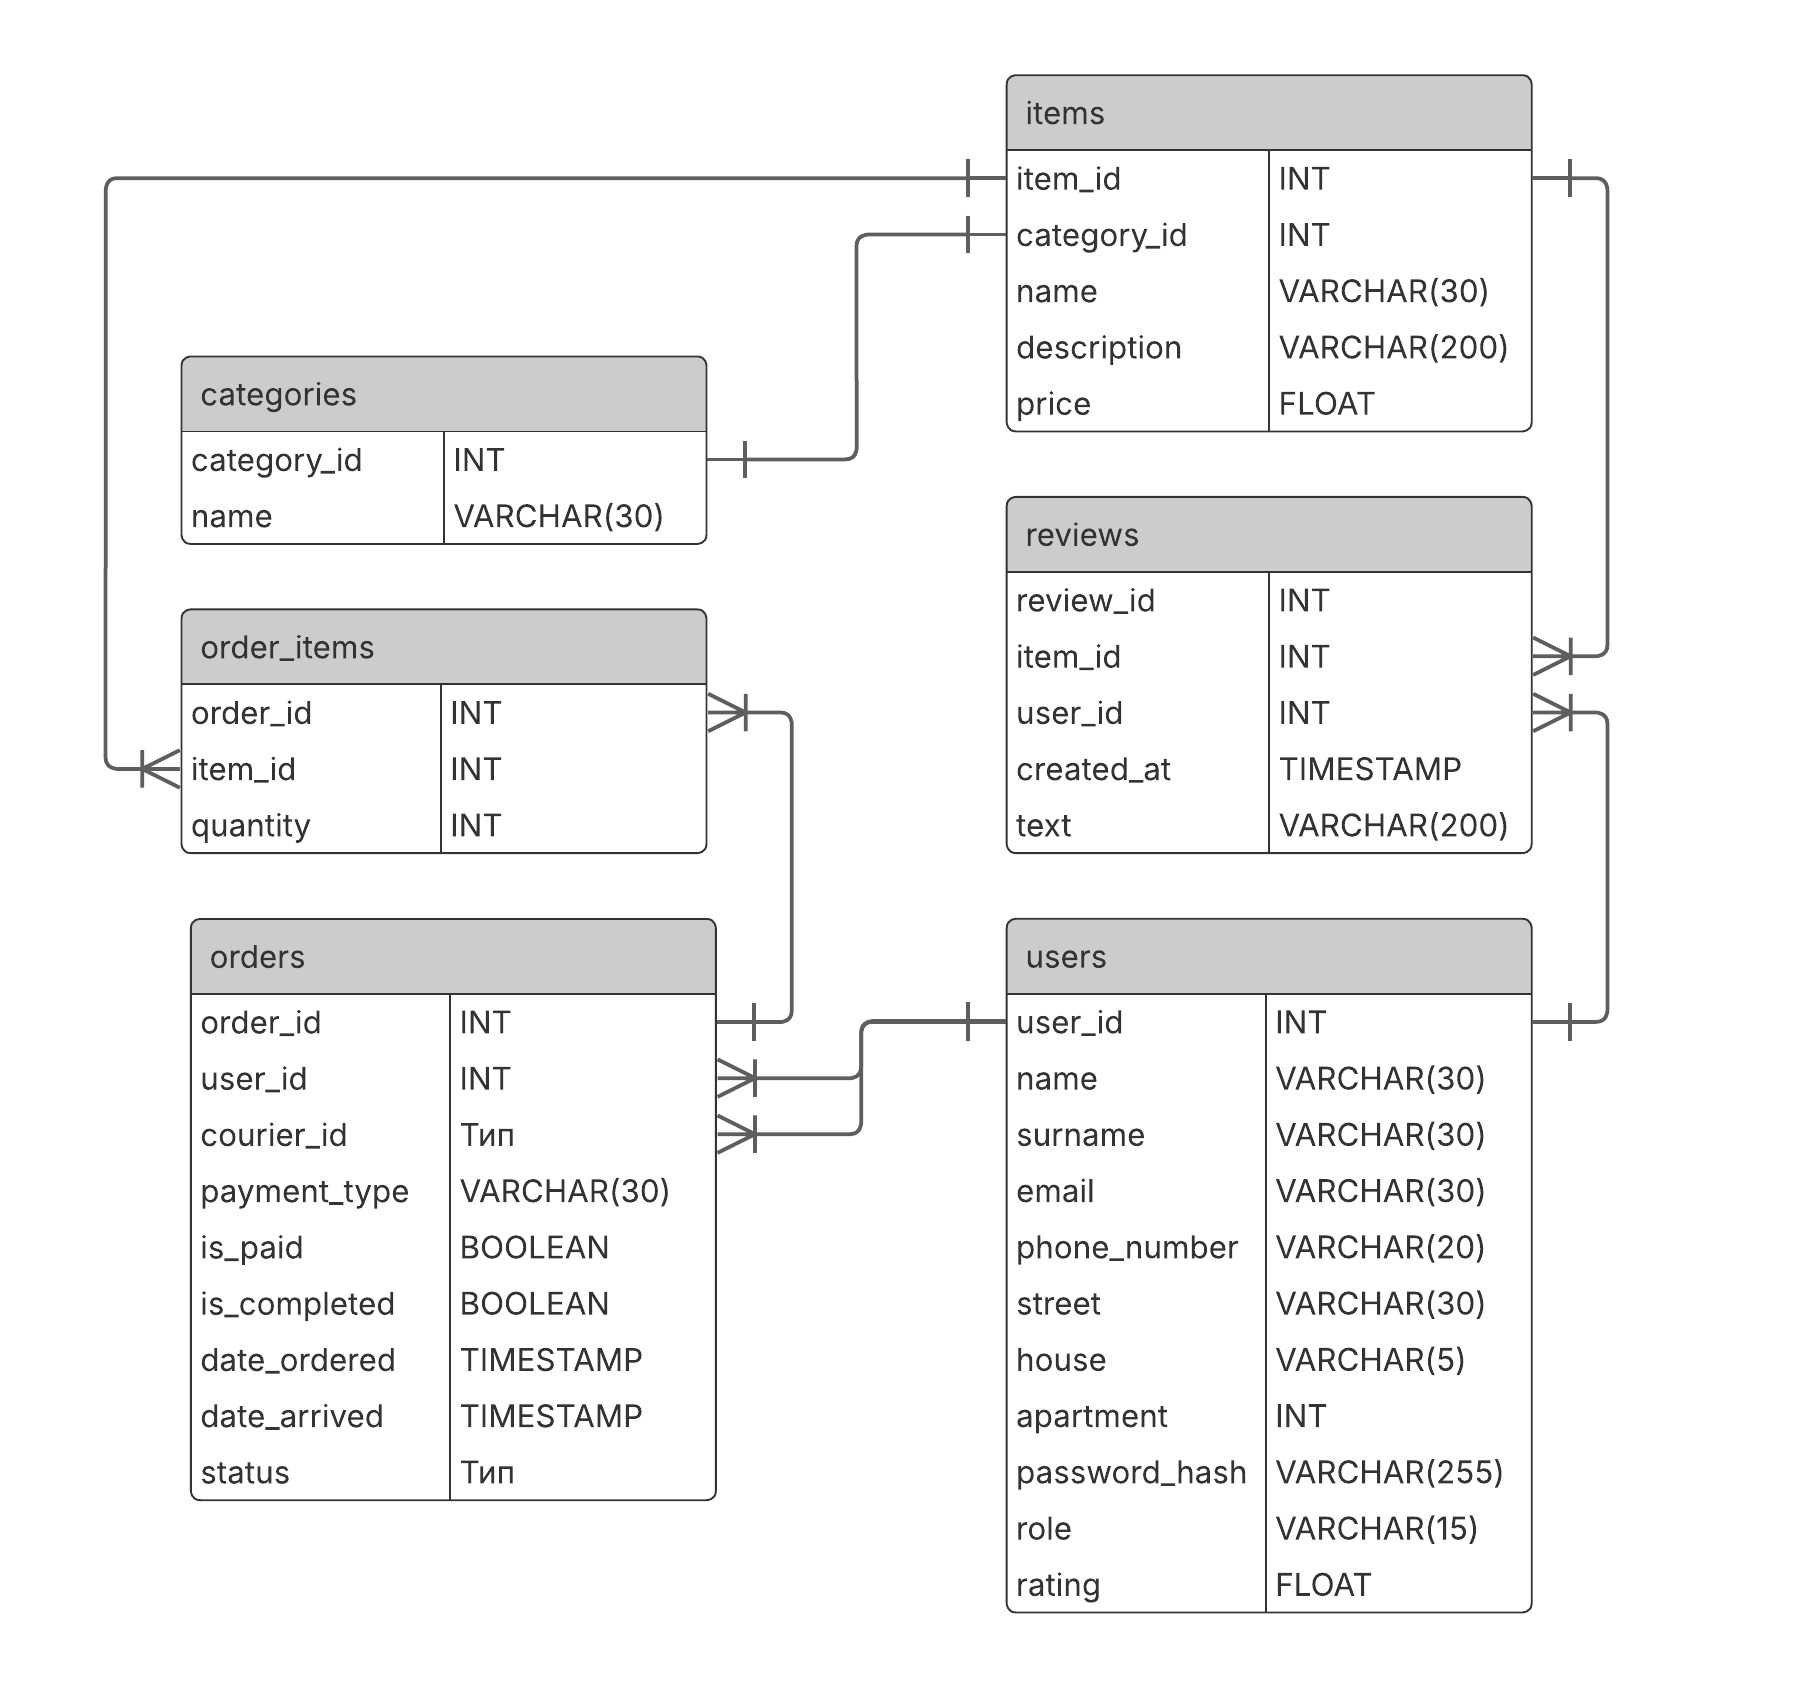 items
item_id INT
category_id INT
name VARCHAR(30)
description VARCHAR(200)
price FLOAT
categories
category_id INT
name VARCHAR(30)
reviews
review_id INT
item_id INT
user_id INT
created_at TIMESTAMP
text VARCHAR(200)
order_items
order_id INT
item_id INT
quantity INT
orders
order_id INT
user_id INT
courier_id Тип
payment_type VARCHAR(30)
is_paid BOOLEAN
is_completed BOOLEAN
date_ordered TIMESTAMP
date_arrived TIMESTAMP
status Тип
users
user_id INT
name VARCHAR(30)
surname VARCHAR(30)
email VARCHAR(30)
phone_number VARCHAR(20)
street VARCHAR(30)
house VARCHAR(5)
apartment INT
password_hash VARCHAR(255)
role VARCHAR(15)
rating FLOAT